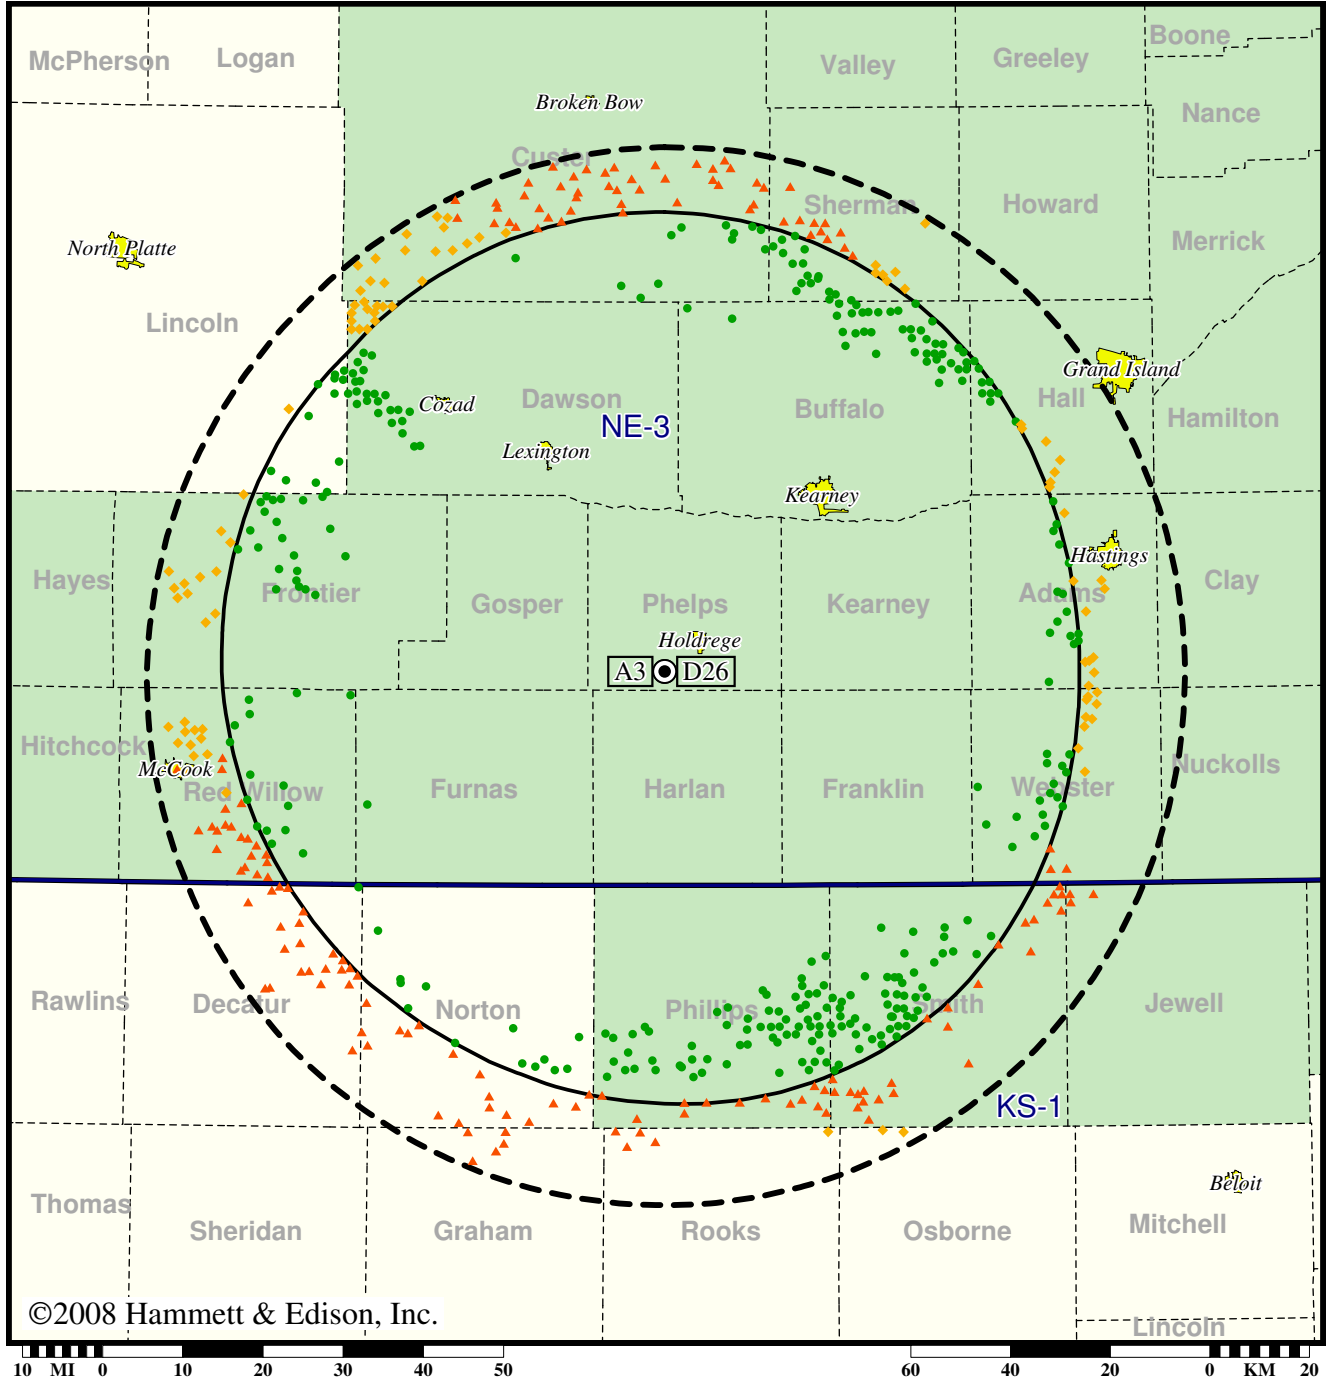 McPherson
Logan
Valley
Greeley
Boone
Broken Bow
Nance
Custer
Sherman
Howard
North Platte
Merrick
Lincoln
Grand Island
Cozad
Dawson
Buffalo
Hall
Hamilton
NE-3
Lexington
Kearney
Hastings
Hayes
Frontier
Gosper
Phelps
Kearney
Adams
Clay
Holdrege
A3
D26
Hitchcock
McCook
Red Willow
Furnas
Harlan
Franklin
Webster
Nuckolls
Rawlins
Decatur
Norton
Phillips
Smith
Jewell
KS-1
Thomas
Sheridan
Graham
Rooks
Osborne
Mitchell
Beloit
©2008 Hammett & Edison, Inc.
Lincoln
10 MI 0 10 20 30 40 50
60 40 20 0 KM 20